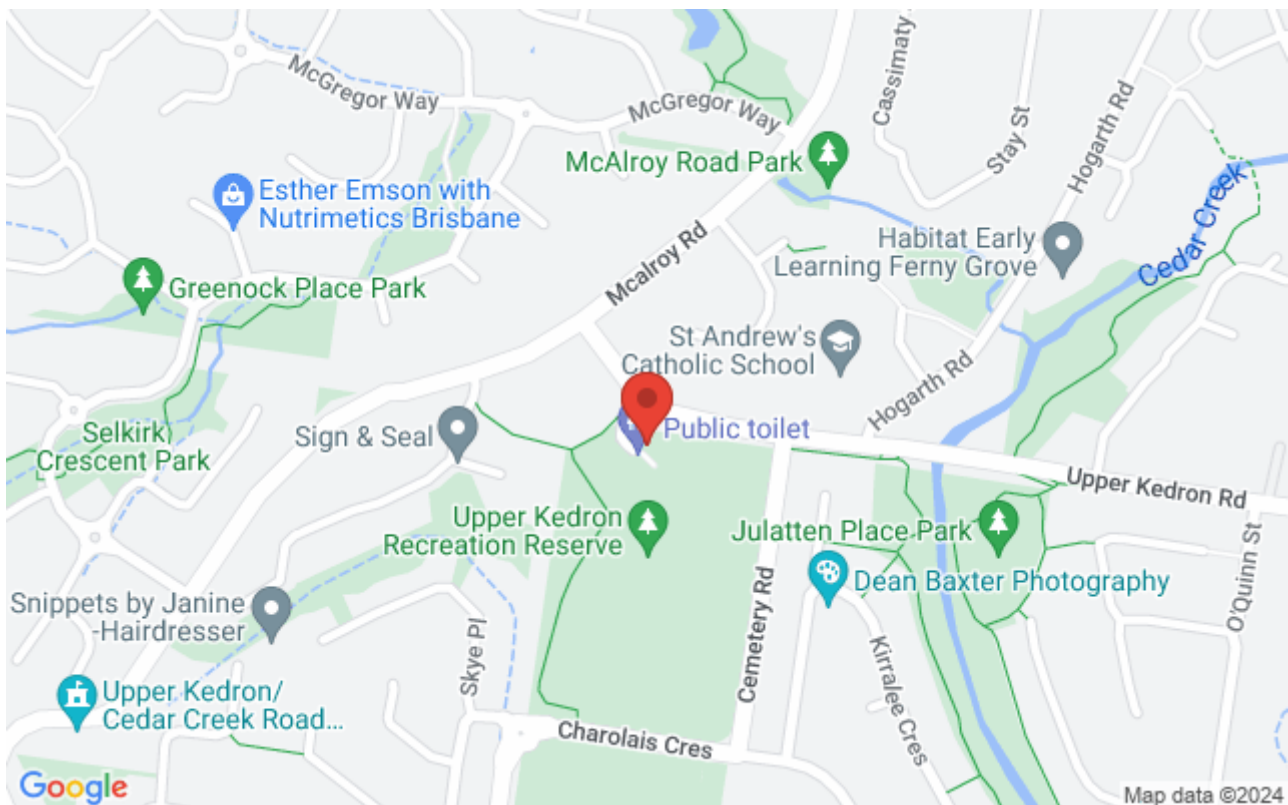 McGregor Way
McGregor Way
Cassimaty
Stay St
Hogarth Rd
McAlroy Road Park
Cedar Creek
Esther Emson with
Nutrimetics Brisbane
Habitat Early
Learning Ferny Grove
Mcalroy Rd
Greenock Place Park
St Andrew's
Catholic School
Hogarth Rd
Sign & Seal
Public toilet
Selkirk
Crescent Park
Upper Kedron Rd
Upper Kedron
Recreation Reserve
Julatten Place Park
O'Quinn St
Dean Baxter Photography
Snippets by Janine
-Hairdresser
Skye Pl
Cemetery Rd
Kirralee Cres
Upper Kedron/
Cedar Creek Road...
Charolais Cres
Google
Map data ©2024